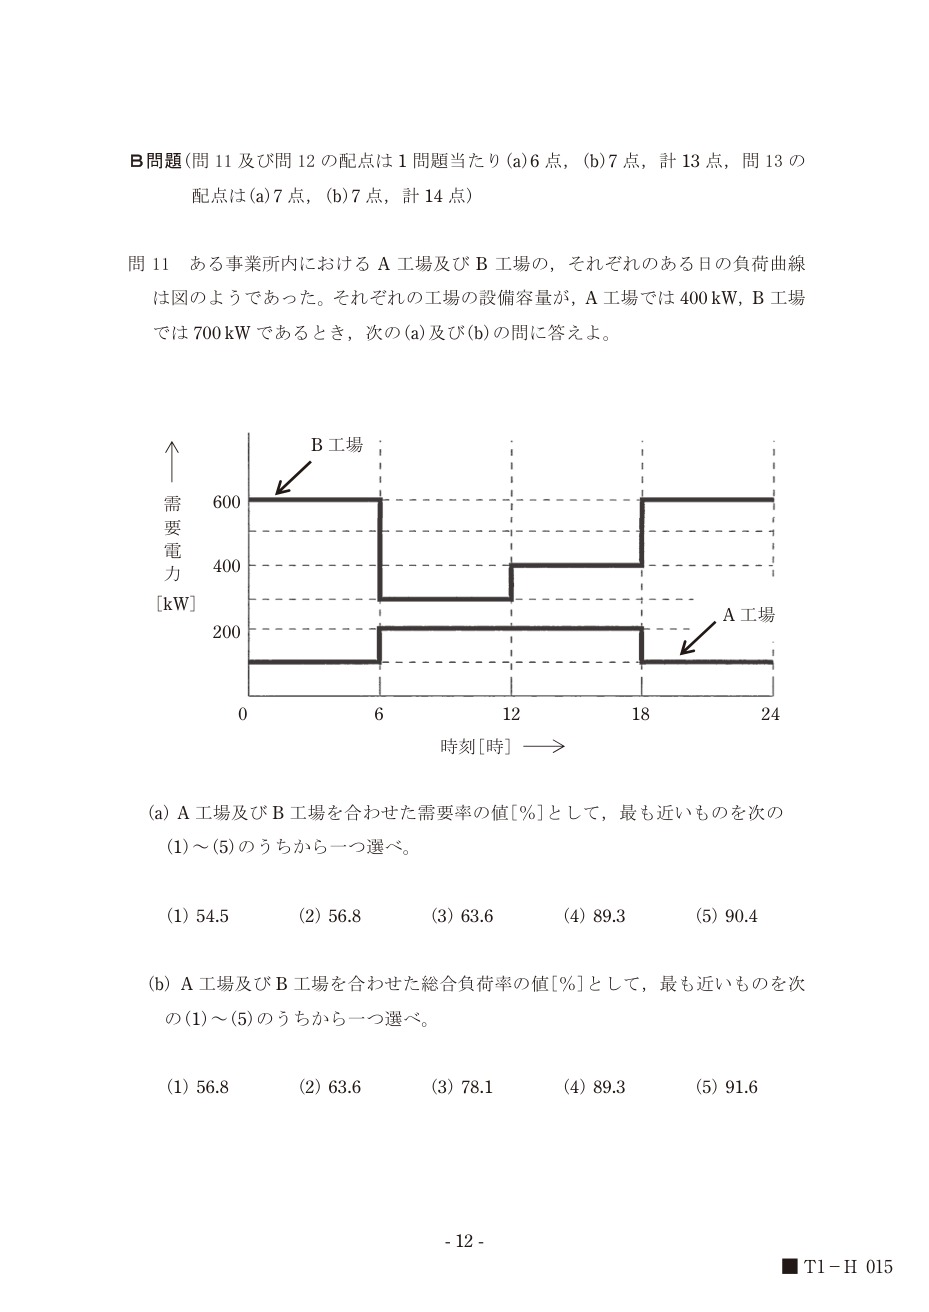 B問題(問 11 及び問 12 の配点は 1 問題当たり(a)6 点，(b)7 点，計 13 点，問 13 の
配点は(a)7 点，(b)7 点，計 14 点)
問 11　ある事業所内における A 工場及び B 工場の，それぞれのある日の負荷曲線
は図のようであった。それぞれの工場の設備容量が，A 工場では 400 kW，B 工場
では 700 kW であるとき，次の(a)及び(b)の問に答えよ。
B 工場
需要電力
[kW]
600
400
200
A 工場
0 6 12 18 24
時刻[時]
(a) A 工場及び B 工場を合わせた需要率の値[％]として，最も近いものを次の
(1)～(5)のうちから一つ選べ。
(1) 54.5 (2) 56.8 (3) 63.6 (4) 89.3 (5) 90.4
(b) A 工場及び B 工場を合わせた総合負荷率の値[％]として，最も近いものを次
の(1)～(5)のうちから一つ選べ。
(1) 56.8 (2) 63.6 (3) 78.1 (4) 89.3 (5) 91.6
- 12 -
■ T1－H 015